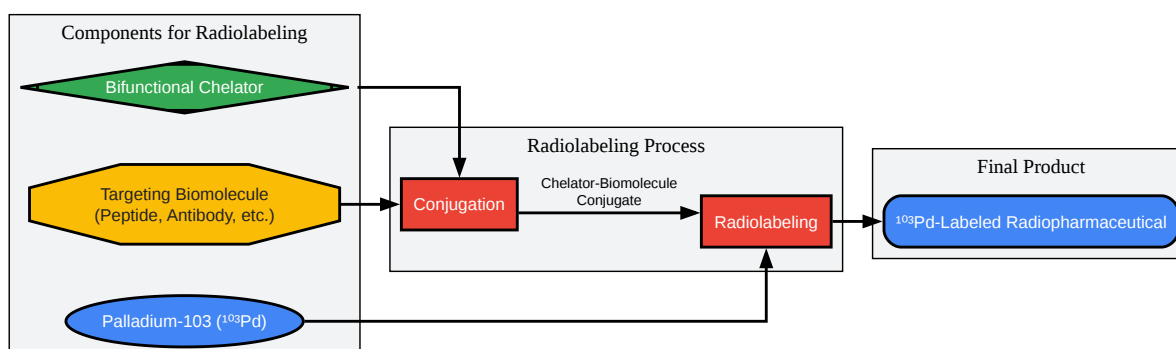 Components for Radiolabeling
Bifunctional Chelator
Targeting Biomolecule
(Peptide, Antibody, etc.)
Palladium-103 (¹⁰³Pd)
Radiolabeling Process
Conjugation
Chelator-Biomolecule
Conjugate
Radiolabeling
Final Product
¹⁰³Pd-Labeled Radiopharmaceutical